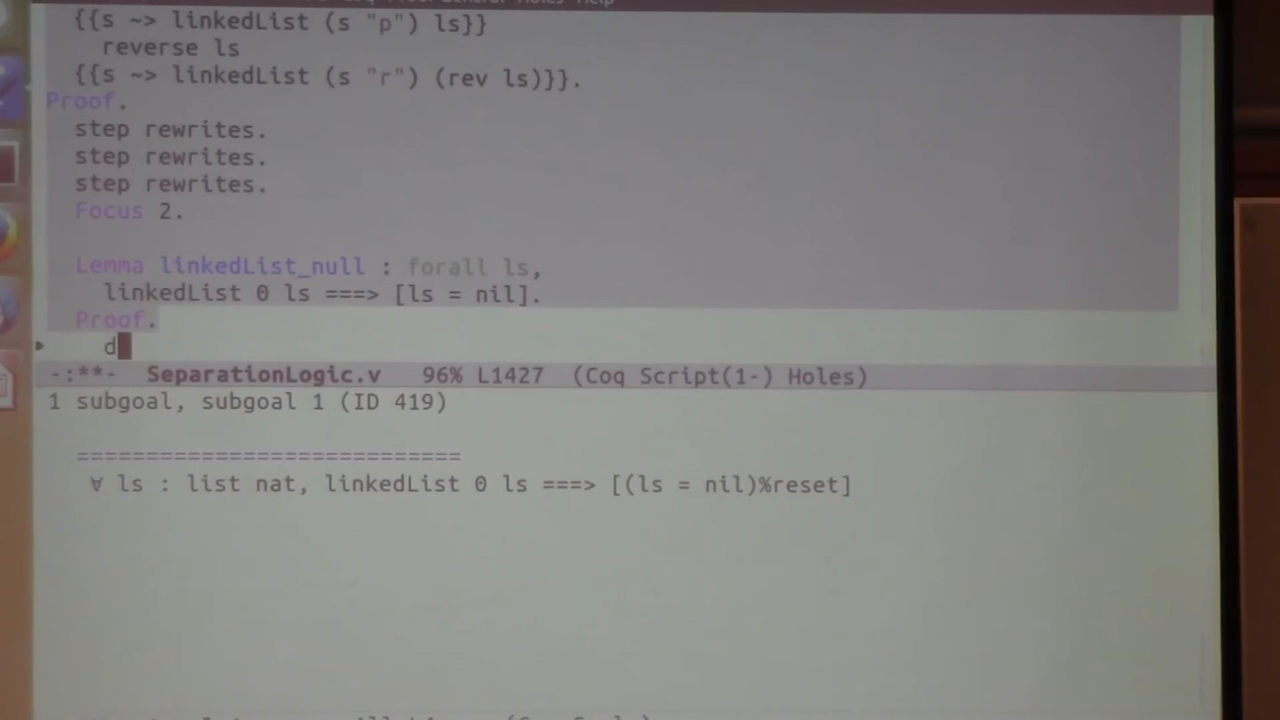 {{s ~> linkedList (s "p") ls}}
reverse ls
{{s ~> linkedList (s "r") (rev ls)}}.
Proof.
step rewrites.
step rewrites.
step rewrites.
Focus 2.
Lemma linkedList_null : forall ls,
linkedList 0 ls ===> [ls = nil].
Proof.
d
-:**- SeparationLogic.v 96% L1427 (Coq Script(1-) Holes)
1 subgoal, subgoal 1 (ID 419)
============================
∀ ls : list nat, linkedList 0 ls ===> [(ls = nil)%reset]